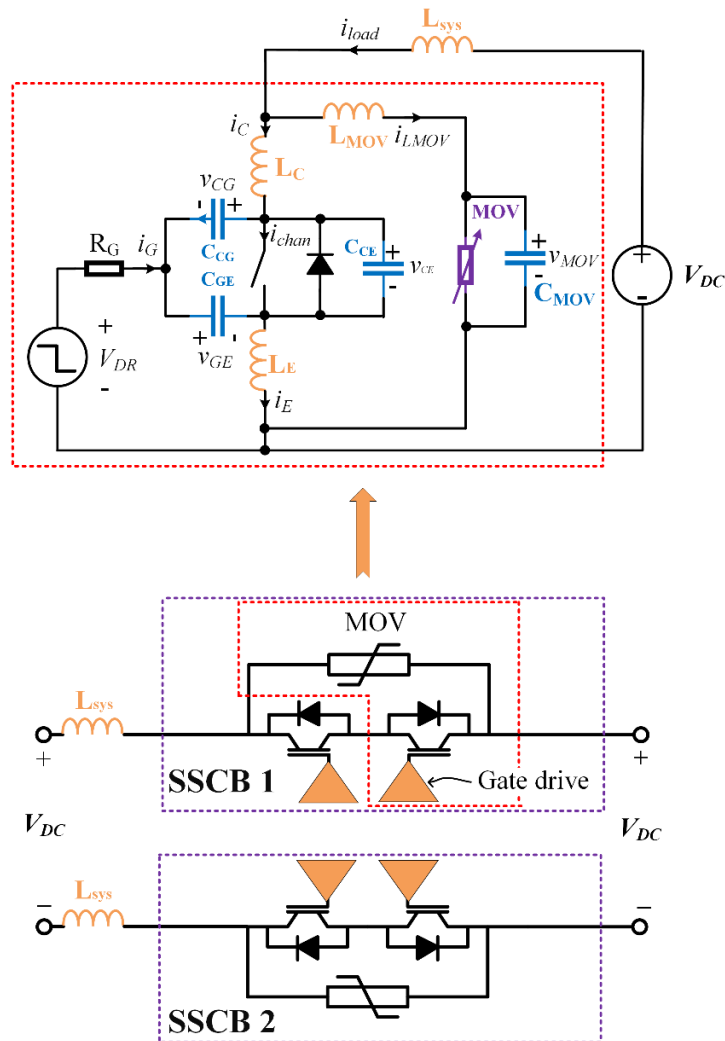 L_sys
i_load
i_C
L_MOV
i_LMOV
L_C
v_CG
- +
MOV
R_G
i_G
C_CG
i_chan
C_CE
+
v_CE
-
+
v_MOV
-
C_MOV
+
V_DC
-
C_GE
+ -
v_GE
L_E
+
V_DR
-
i_E
MOV
L_sys
+
+
SSCB 1
Gate drive
V_DC
V_DC
−
L_sys
−
SSCB 2